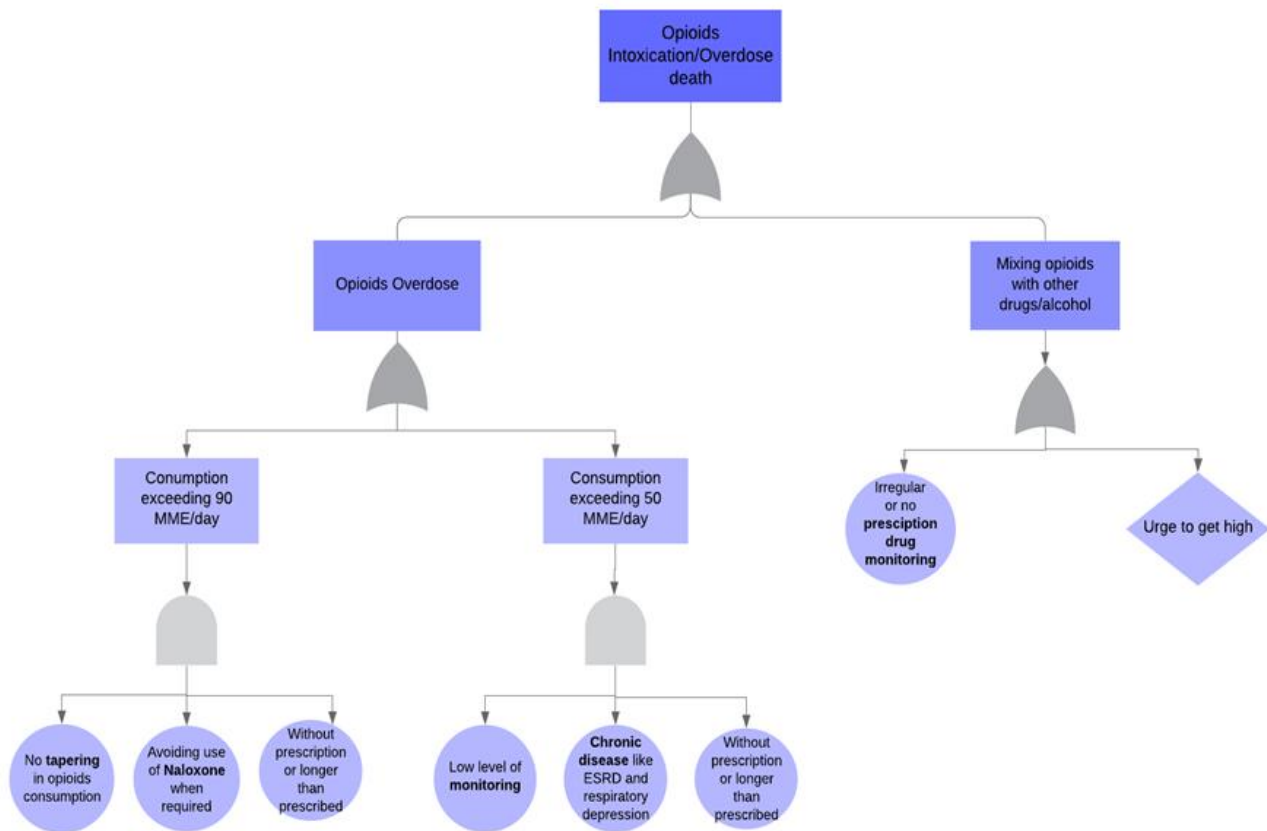 Opioids
Intoxication/Overdose
death
Opioids Overdose
Mixing opioids
with other
drugs/alcohol
Conumption
exceeding 90
MME/day
Consumption
exceeding 50
MME/day
Irregular
or no
presciption
drug
monitoring
Urge to get high
No tapering
in opioids
consumption
Avoiding use
of Naloxone
when
required
Without
prescription
or longer
than
prescribed
Low level of
monitoring
Chronic
disease like
ESRD and
respiratory
depression
Without
prescription
or longer
than
prescribed